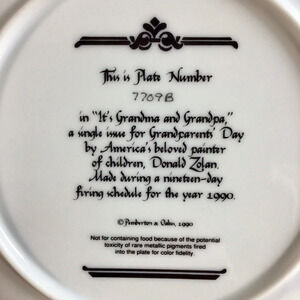 This is Plate Number
7709B
in "It's Grandma and Grandpa,"
a single issue for Grandparents' Day
by America's beloved painter
of children, Donald Zolan.
Made during a nineteen-day
firing schedule for the year 1990.
© Pemberton & Oakes, 1990
Not for containing food because of the potential
toxicity of rare metallic pigments fired
into the plate for color fidelity.